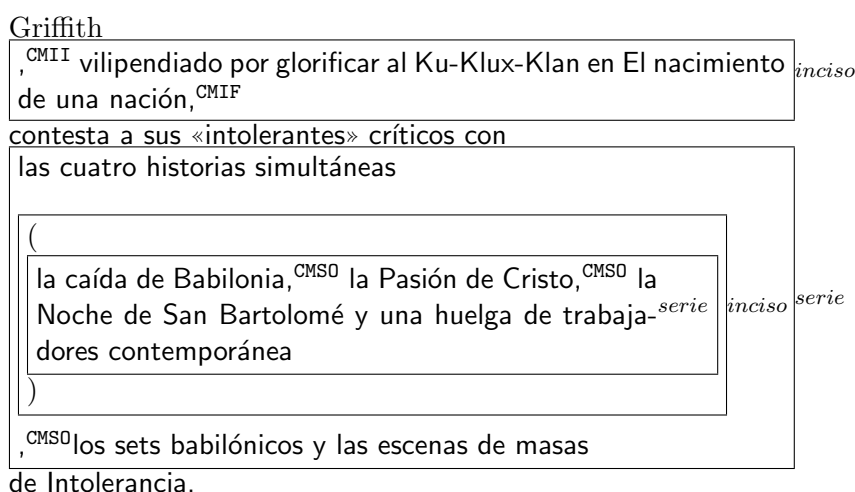 Griffith
,CMII vilipendiado por glorificar al Ku-Klux-Klan en El nacimiento inciso
de una nación,CMIF
contesta a sus «intolerantes» críticos con
las cuatro historias simultáneas
(
la caída de Babilonia,CMSO la Pasión de Cristo,CMSO la
Noche de San Bartolomé y una huelga de trabaja-serie inciso serie
dores contemporánea
)
,CMSOlos sets babilónicos y las escenas de masas
de Intolerancia.